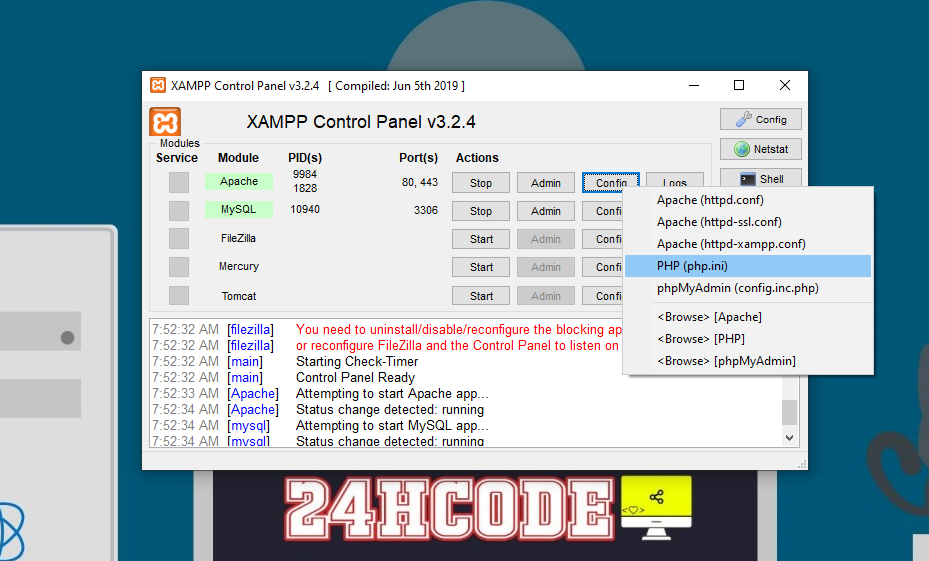 XAMPP Control Panel v3.2.4 [ Compiled: Jun 5th 2019 ]
XAMPP Control Panel v3.2.4
Config
Modules
Service Module PID(s) Port(s) Actions
Netstat
Apache 9984 1828 80, 443 Stop Admin Config Logs
Shell
MySQL 10940 3306 Stop Admin Confi
FileZilla Start Admin Confi
Mercury Start Admin Confi
Tomcat Start Admin Confi
Apache (httpd.conf)
Apache (httpd-ssl.conf)
Apache (httpd-xampp.conf)
PHP (php.ini)
phpMyAdmin (config.inc.php)
<Browse> [Apache]
<Browse> [PHP]
<Browse> [phpMyAdmin]
7:52:32 AM [filezilla] You need to uninstall/disable/reconfigure the blocking ap
7:52:32 AM [filezilla] or reconfigure FileZilla and the Control Panel to listen on
7:52:32 AM [main] Starting Check-Timer
7:52:32 AM [main] Control Panel Ready
7:52:33 AM [Apache] Attempting to start Apache app...
7:52:34 AM [Apache] Status change detected: running
7:52:34 AM [mysql] Attempting to start MySQL app...
7:52:34 AM [mysql] Status change detected: running
24HCODE